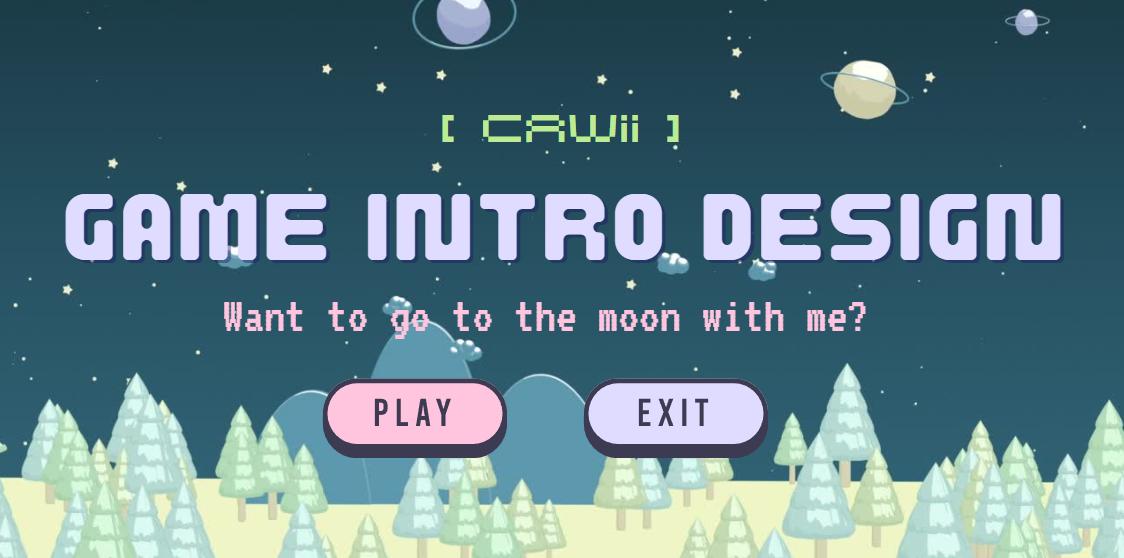 [ CRWii ]
GAME INTRO DESIGN
Want to go to the moon with me?
PLAY
EXIT